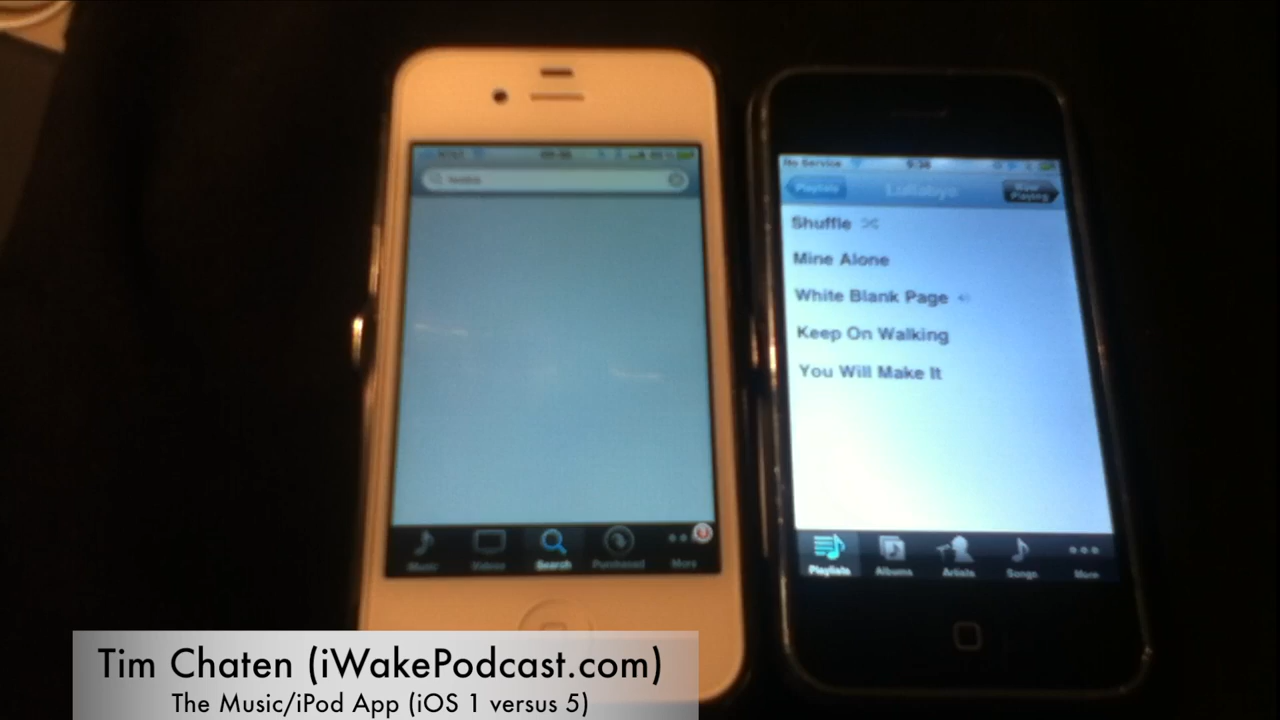 No Service
9:38
Playlists
Lullabys
Now Playing
Shuffle
Mine Alone
White Blank Page
Keep On Walking
You Will Make It
Music
Videos
Search
Purchased
More
Playlists
Albums
Artists
Songs
More
Tim Chaten (iWakePodcast.com)
The Music/iPod App (iOS 1 versus 5)